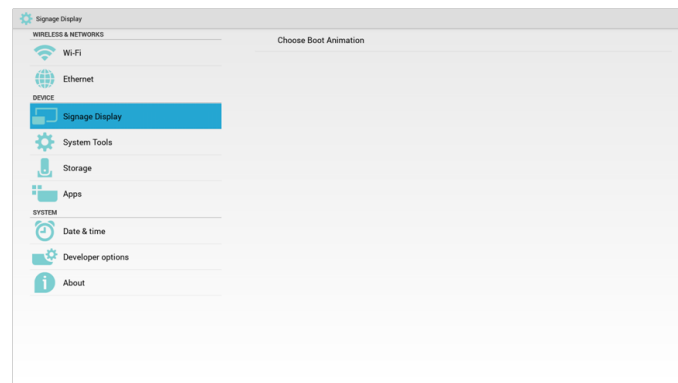 Signage Display
WIRELESS & NETWORKS
Wi-Fi
Ethernet
DEVICE
Signage Display
System Tools
Storage
Apps
SYSTEM
Date & time
Developer options
About
Choose Boot Animation